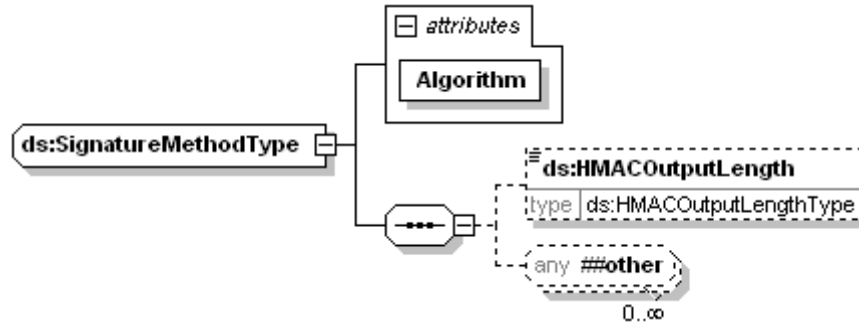 attributes
Algorithm
ds:SignatureMethodType
ds:HMACOutputLength
type ds:HMACOutputLengthType
any ##other
0..∞